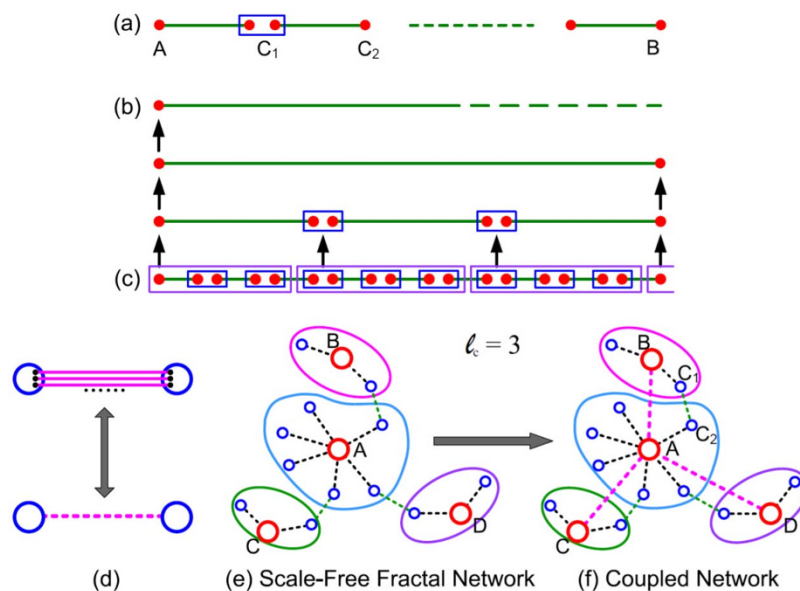 (a)
A C₁ C₂ B
(b)
(c)
B ℓc = 3 B
C₁
C₂
A A
C D C D
(d) (e) Scale-Free Fractal Network (f) Coupled Network